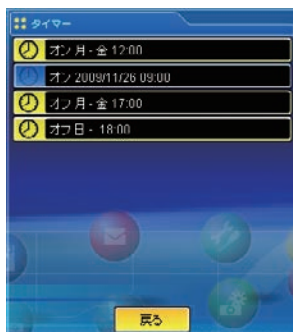 タイマー
オン 月 - 金 12:00
オン 2009/11/26 09:00
オフ 月 - 金 17:00
オフ 日 - 18:00
戻る